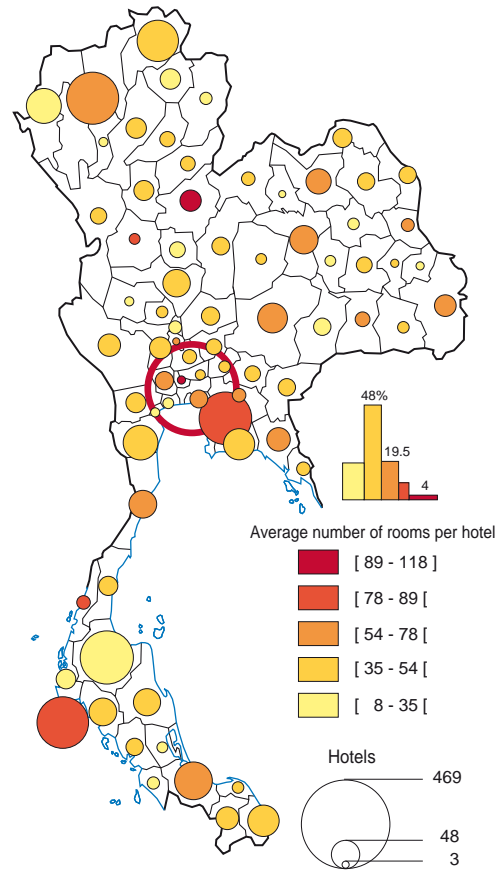 48%
19.5
4
Average number of rooms per hotel
[ 89 - 118 ]
[ 78 - 89 [
[ 54 - 78 [
[ 35 - 54 [
[ 8 - 35 [
Hotels
469
48
3